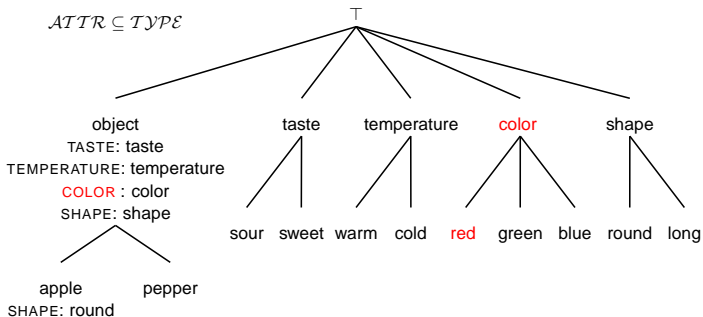 𝒜𝒯𝒯ℛ ⊆ 𝒯𝒴𝒫ℰ
⊤
object taste temperature color shape
TASTE: taste
TEMPERATURE: temperature
COLOR : color
SHAPE: shape
sour sweet warm cold red green blue round long
apple pepper
SHAPE: round